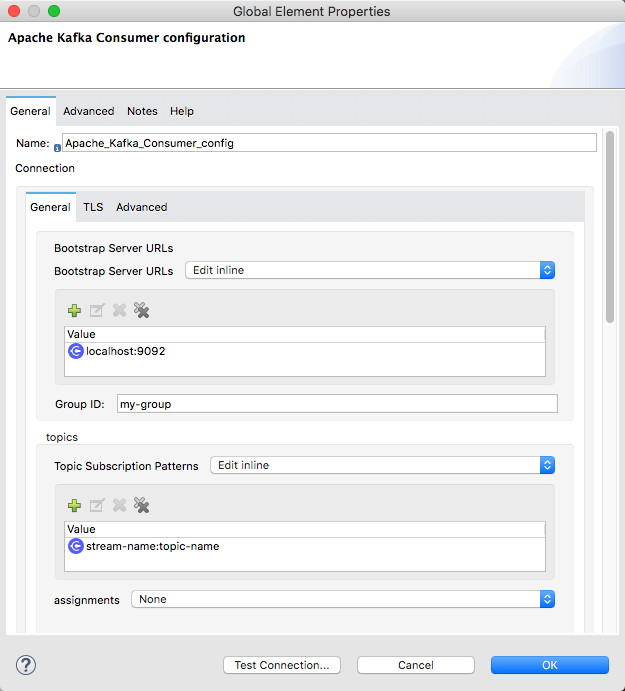 Global Element Properties
Apache Kafka Consumer configuration
General Advanced Notes Help
Name: Apache_Kafka_Consumer_config
Connection
General TLS Advanced
Bootstrap Server URLs
Bootstrap Server URLs Edit inline
Value
localhost:9092
Group ID: my-group
topics
Topic Subscription Patterns Edit inline
Value
stream-name:topic-name
assignments None
? Test Connection... Cancel OK